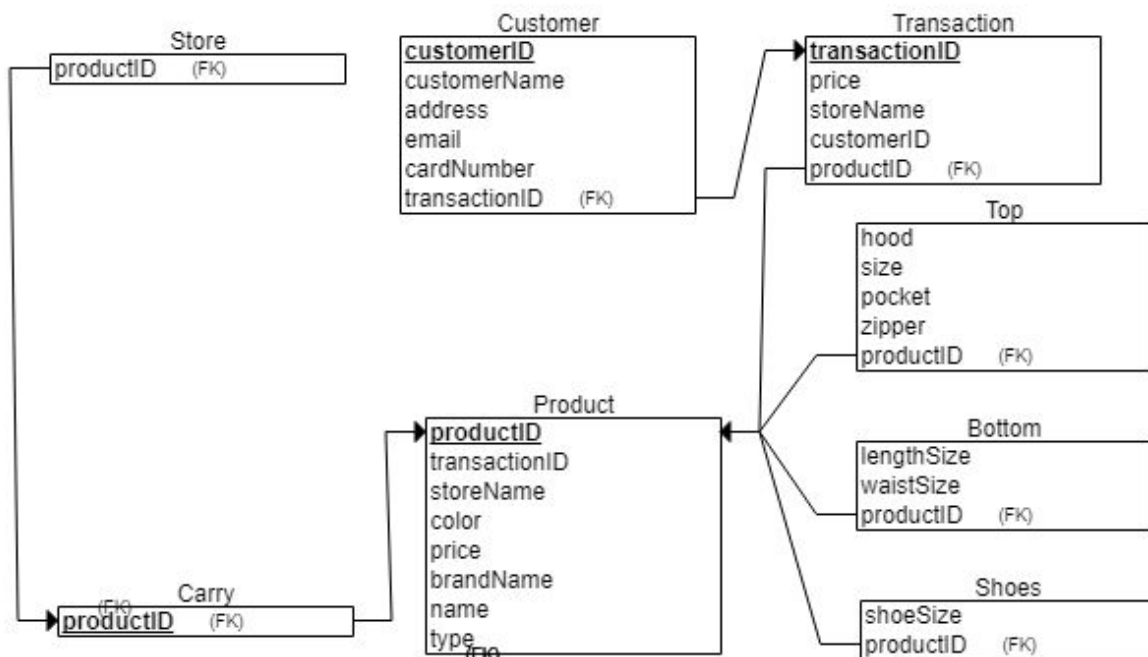 Store
productID (FK)
Customer
customerID
customerName
address
email
cardNumber
transactionID (FK)
Transaction
transactionID
price
storeName
customerID
productID (FK)
Top
hood
size
pocket
zipper
productID (FK)
Product
productID
transactionID
storeName
color
price
brandName
name
type
(FK)
Bottom
lengthSize
waistSize
productID (FK)
Carry
(FK)
productID (FK)
Shoes
shoeSize
productID (FK)